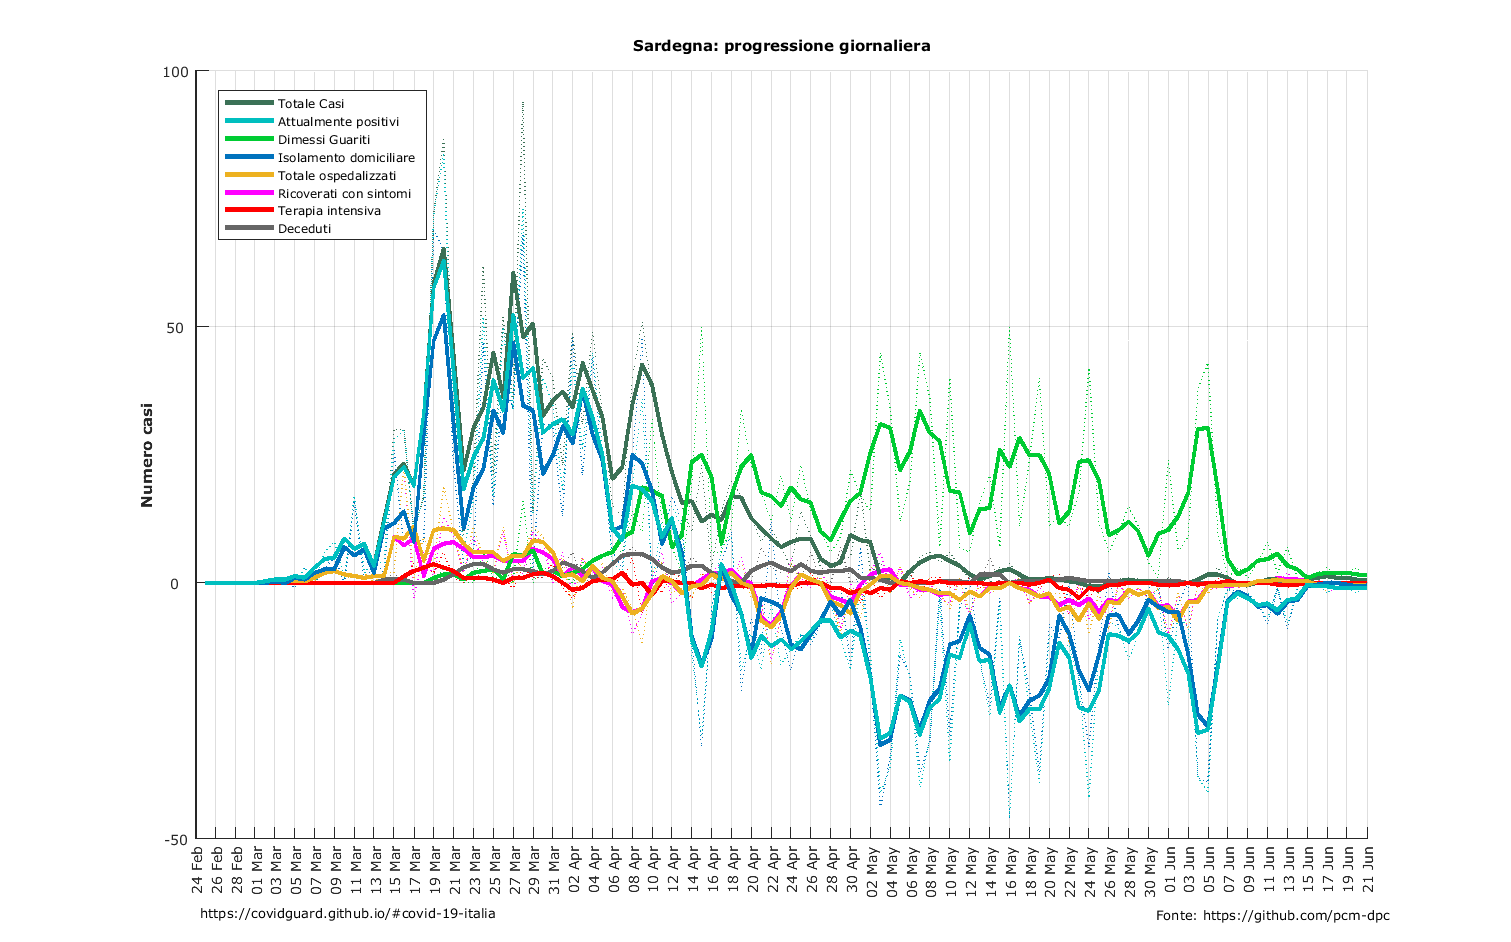 Sardegna: progressione giornaliera
Numero casi
100
50
0
-50
Totale Casi
Attualmente positivi
Dimessi Guariti
Isolamento domiciliare
Totale ospedalizzati
Ricoverati con sintomi
Terapia intensiva
Deceduti
24 Feb
26 Feb
28 Feb
01 Mar
03 Mar
05 Mar
07 Mar
09 Mar
11 Mar
13 Mar
15 Mar
17 Mar
19 Mar
21 Mar
23 Mar
25 Mar
27 Mar
29 Mar
31 Mar
02 Apr
04 Apr
06 Apr
08 Apr
10 Apr
12 Apr
14 Apr
16 Apr
18 Apr
20 Apr
22 Apr
24 Apr
26 Apr
28 Apr
30 Apr
02 May
04 May
06 May
08 May
10 May
12 May
14 May
16 May
18 May
20 May
22 May
24 May
26 May
28 May
30 May
01 Jun
03 Jun
05 Jun
07 Jun
09 Jun
11 Jun
13 Jun
15 Jun
17 Jun
19 Jun
21 Jun
https://covidguard.github.io/#covid-19-italia
Fonte: https://github.com/pcm-dpc